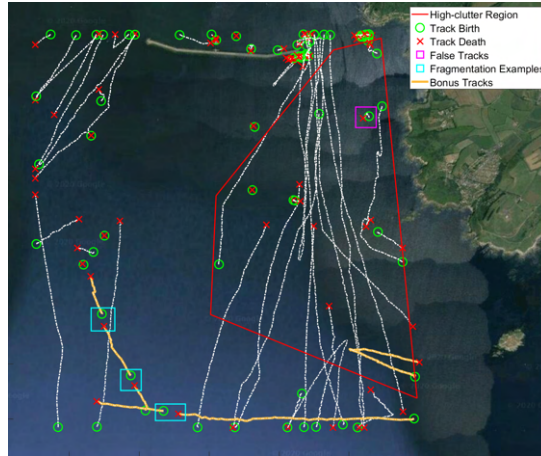 High-clutter Region
Track Birth
Track Death
False Tracks
Fragmentation Examples
Bonus Tracks